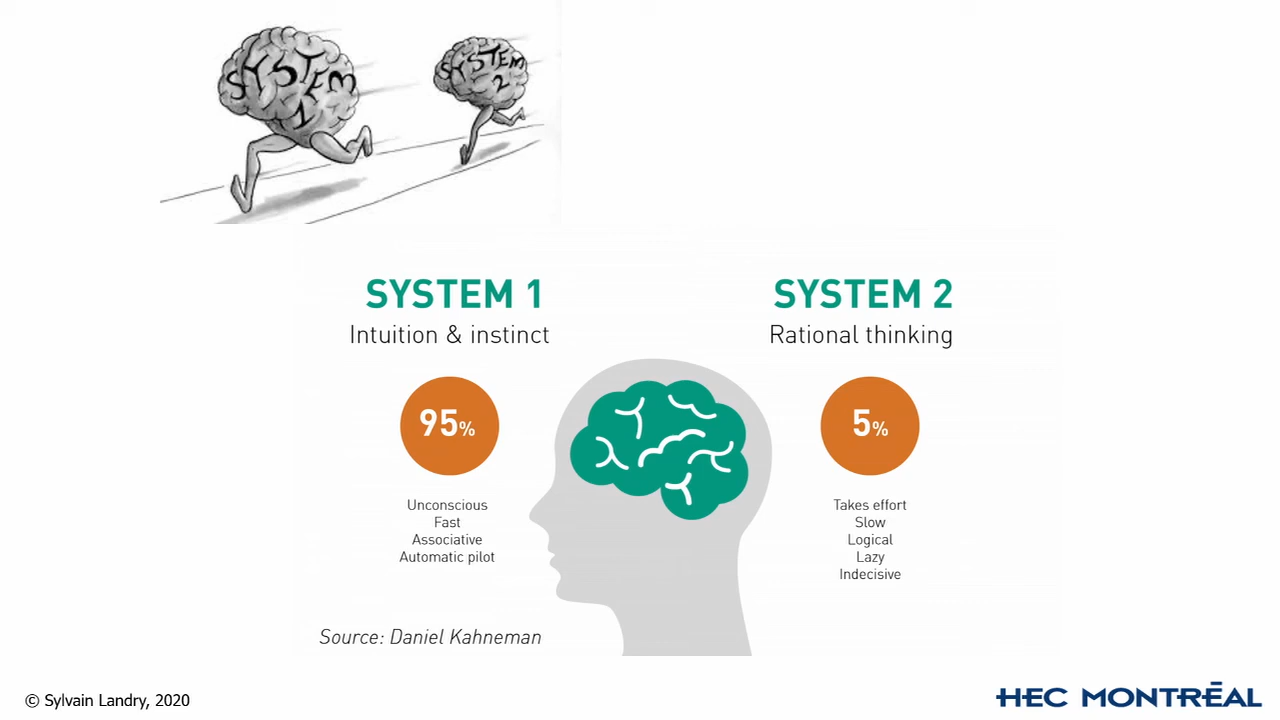 SYSTEM 1
SYSTEM 2
SYSTEM 1
Intuition & instinct
95%
Unconscious
Fast
Associative
Automatic pilot
SYSTEM 2
Rational thinking
5%
Takes effort
Slow
Logical
Lazy
Indecisive
Source: Daniel Kahneman
© Sylvain Landry, 2020
HEC MONTRÉAL